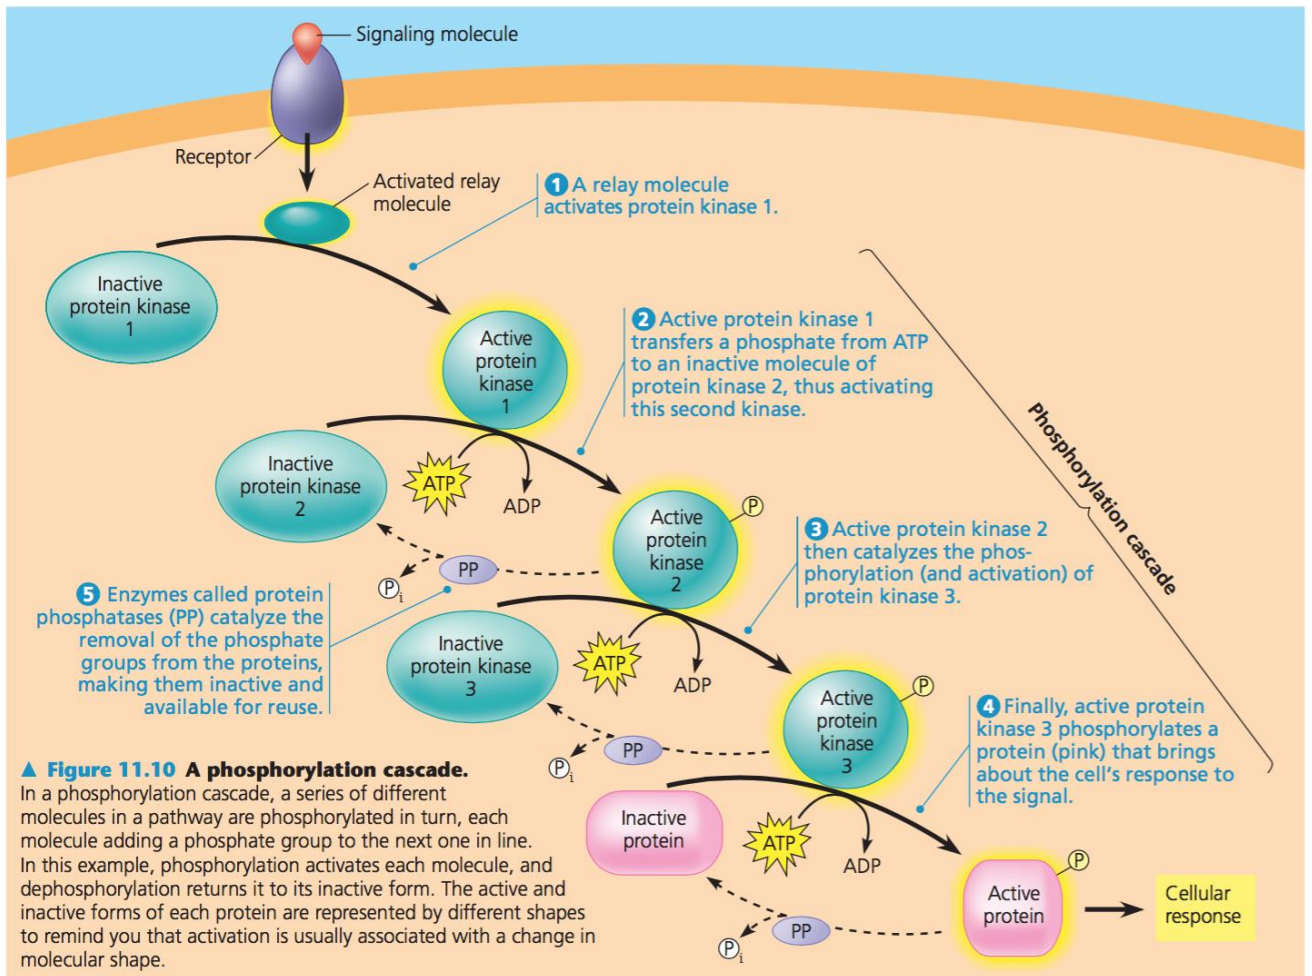 Signaling molecule
Receptor
Activated relay
molecule
1 A relay molecule
activates protein kinase 1.
Inactive
protein kinase
1
Active
protein
kinase
1
2 Active protein kinase 1
transfers a phosphate from ATP
to an inactive molecule of
protein kinase 2, thus activating
this second kinase.
Phosphorylation cascade
Inactive
protein kinase
2
ATP
ADP
Active
protein
kinase
2
P
3 Active protein kinase 2
then catalyzes the phos-
phorylation (and activation) of
protein kinase 3.
PP
Pi
5 Enzymes called protein
phosphatases (PP) catalyze the
removal of the phosphate
groups from the proteins,
making them inactive and
available for reuse.
Inactive
protein kinase
3
ATP
ADP
Active
protein
kinase
3
P
4 Finally, active protein
kinase 3 phosphorylates a
protein (pink) that brings
about the cell's response to
the signal.
PP
Pi
Inactive
protein
ATP
ADP
Active
protein
P
Cellular
response
PP
Pi
▲ Figure 11.10 A phosphorylation cascade.
In a phosphorylation cascade, a series of different
molecules in a pathway are phosphorylated in turn, each
molecule adding a phosphate group to the next one in line.
In this example, phosphorylation activates each molecule, and
dephosphorylation returns it to its inactive form. The active and
inactive forms of each protein are represented by different shapes
to remind you that activation is usually associated with a change in
molecular shape.